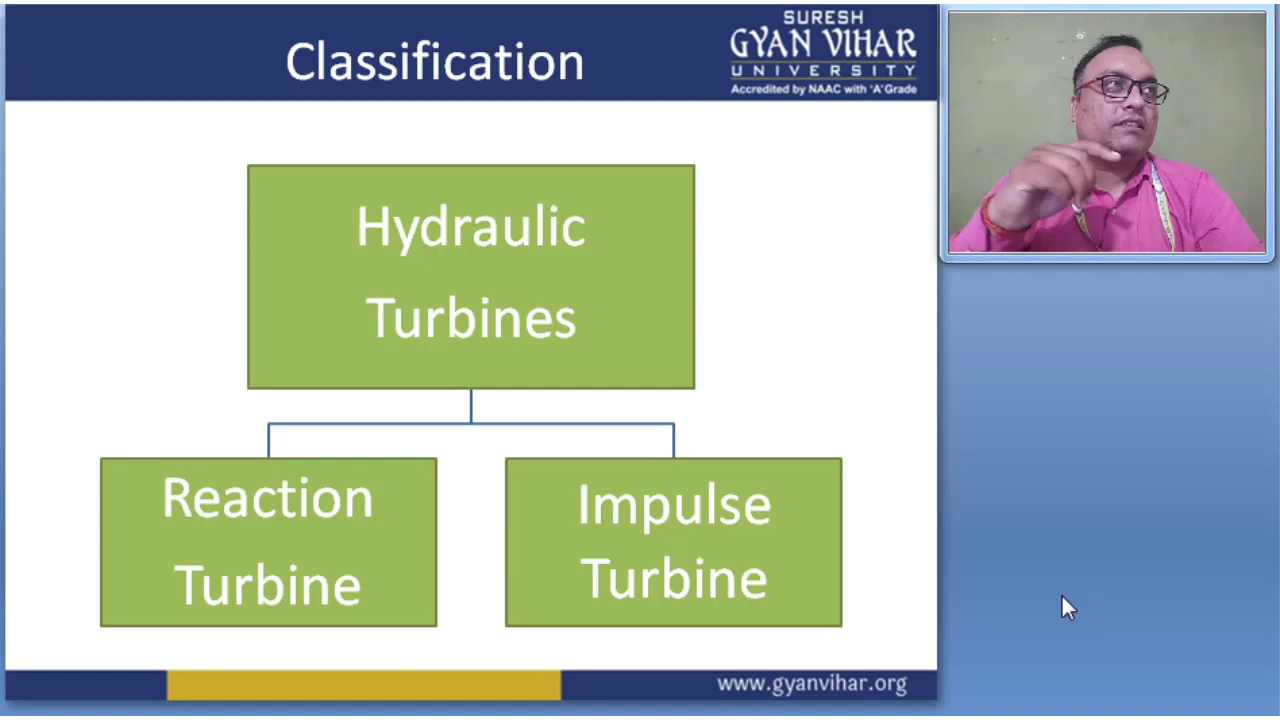 Classification
SURESH
GYAN VIHAR
UNIVERSITY
Accredited by NAAC with 'A' Grade
Hydraulic
Turbines
Reaction
Turbine
Impulse
Turbine
www.gyanvihar.org